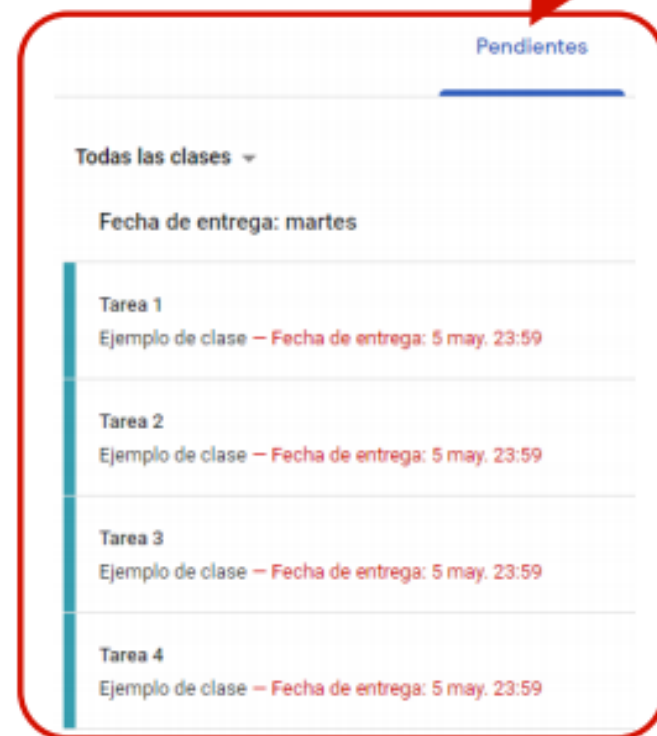 Pendientes
Todas las clases
Fecha de entrega: martes
Tarea 1
Ejemplo de clase — Fecha de entrega: 5 may. 23:59
Tarea 2
Ejemplo de clase — Fecha de entrega: 5 may. 23:59
Tarea 3
Ejemplo de clase — Fecha de entrega: 5 may. 23:59
Tarea 4
Ejemplo de clase — Fecha de entrega: 5 may. 23:59